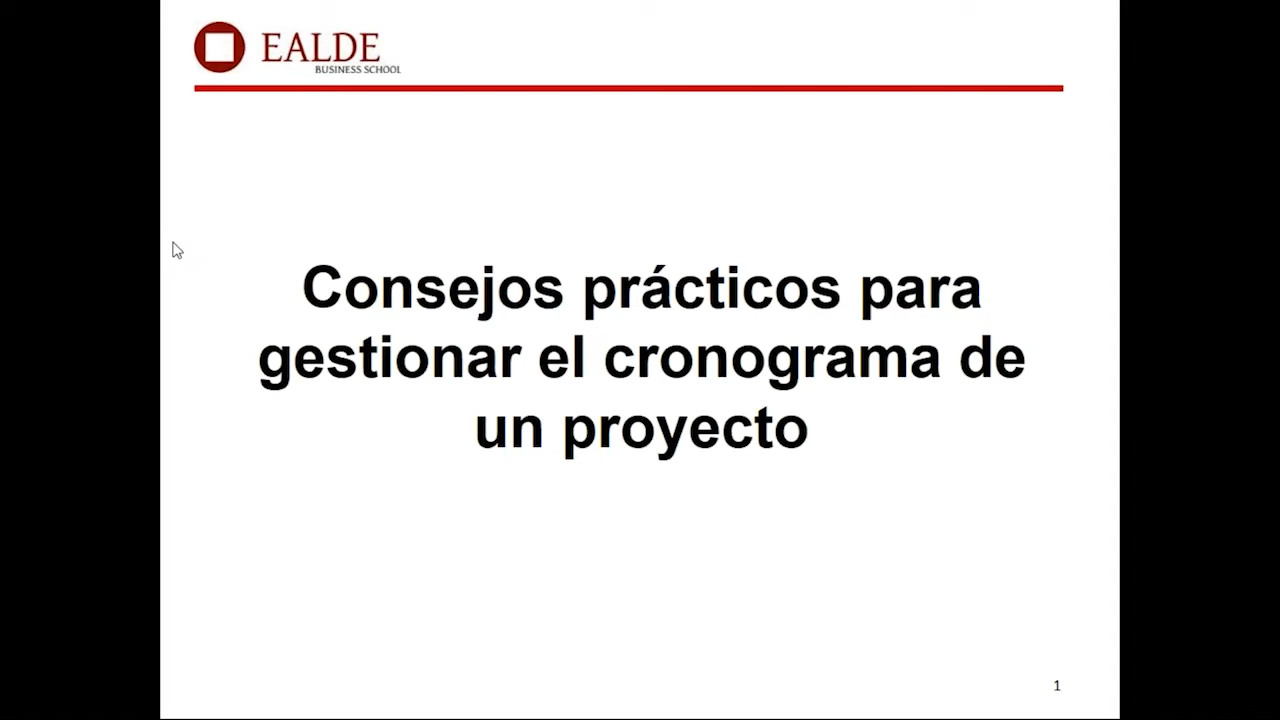 EALDE
BUSINESS SCHOOL
Consejos prácticos para
gestionar el cronograma de
un proyecto
1